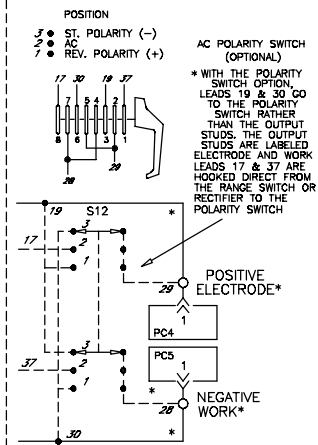 POSITION
3 ST. POLARITY (-)
2 AC
1 REV. POLARITY (+)
AC POLARITY SWITCH
(OPTIONAL)
* WITH THE POLARITY
SWITCH OPTION,
LEADS 19 & 30 GO
TO THE POLARITY
SWITCH RATHER
THAN THE OUTPUT
STUDS. THE OUTPUT
STUDS ARE LABELED
ELECTRODE AND WORK
LEADS 17 & 37 ARE
HOOKED DIRECT FROM
THE RANGE SWITCH OR
RECTIFIER TO THE
POLARITY SWITCH
17 30 19 37
7 5 4 2
8 6 3 1
28 29
19 S12 *
3
17 2
1
29
POSITIVE
ELECTRODE*
1
PC4
PC5
1
3
37 2
1
*
28
NEGATIVE
WORK*
30 *